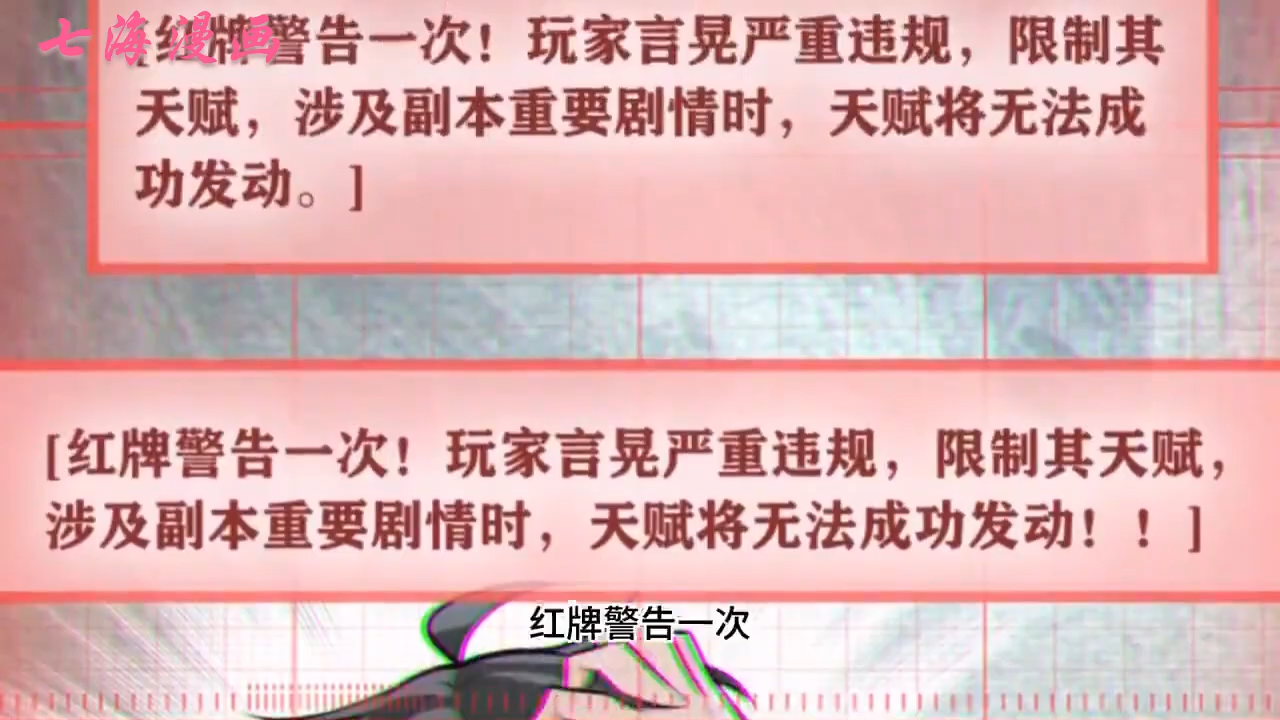 七海漫画
[红牌警告一次！玩家言晃严重违规，限制其
天赋，涉及副本重要剧情时，天赋将无法成
功发动。]
[红牌警告一次！玩家言晃严重违规，限制其天赋，
涉及副本重要剧情时，天赋将无法成功发动！！]
红牌警告一次